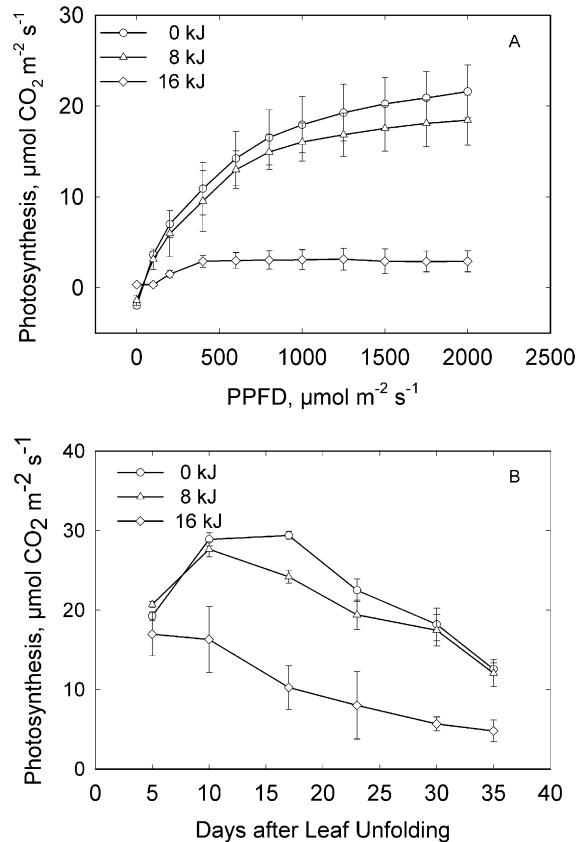 A
0 kJ
8 kJ
16 kJ
30
20
10
0
Photosynthesis, µmol CO₂ m⁻² s⁻¹
0 500 1000 1500 2000 2500
PPFD, µmol m⁻² s⁻¹
B
0 kJ
8 kJ
16 kJ
40
30
20
10
0
Photosynthesis, µmol CO₂ m⁻² s⁻¹
0 5 10 15 20 25 30 35 40
Days after Leaf Unfolding